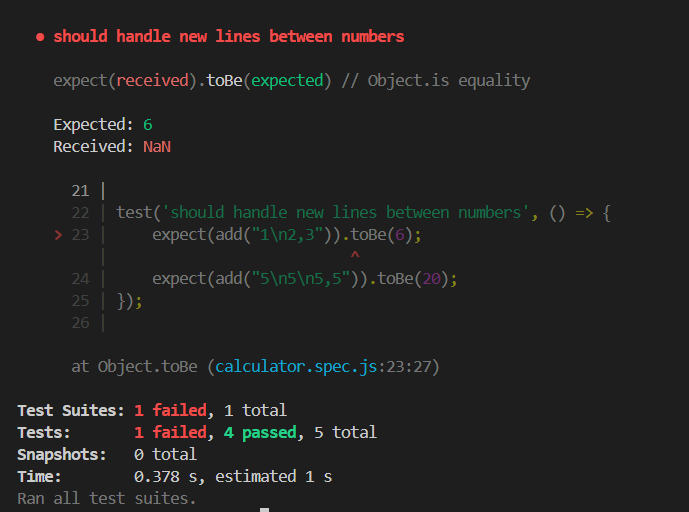 ● should handle new lines between numbers
expect(received).toBe(expected) // Object.is equality
Expected: 6
Received: NaN
21 |
22 | test('should handle new lines between numbers', () => {
> 23 |     expect(add("1\n2,3")).toBe(6);
|                           ^
24 |     expect(add("5\n5\n5,5")).toBe(20);
25 | });
26 |
at Object.toBe (calculator.spec.js:23:27)
Test Suites: 1 failed, 1 total
Tests:       1 failed, 4 passed, 5 total
Snapshots:   0 total
Time:        0.378 s, estimated 1 s
Ran all test suites.